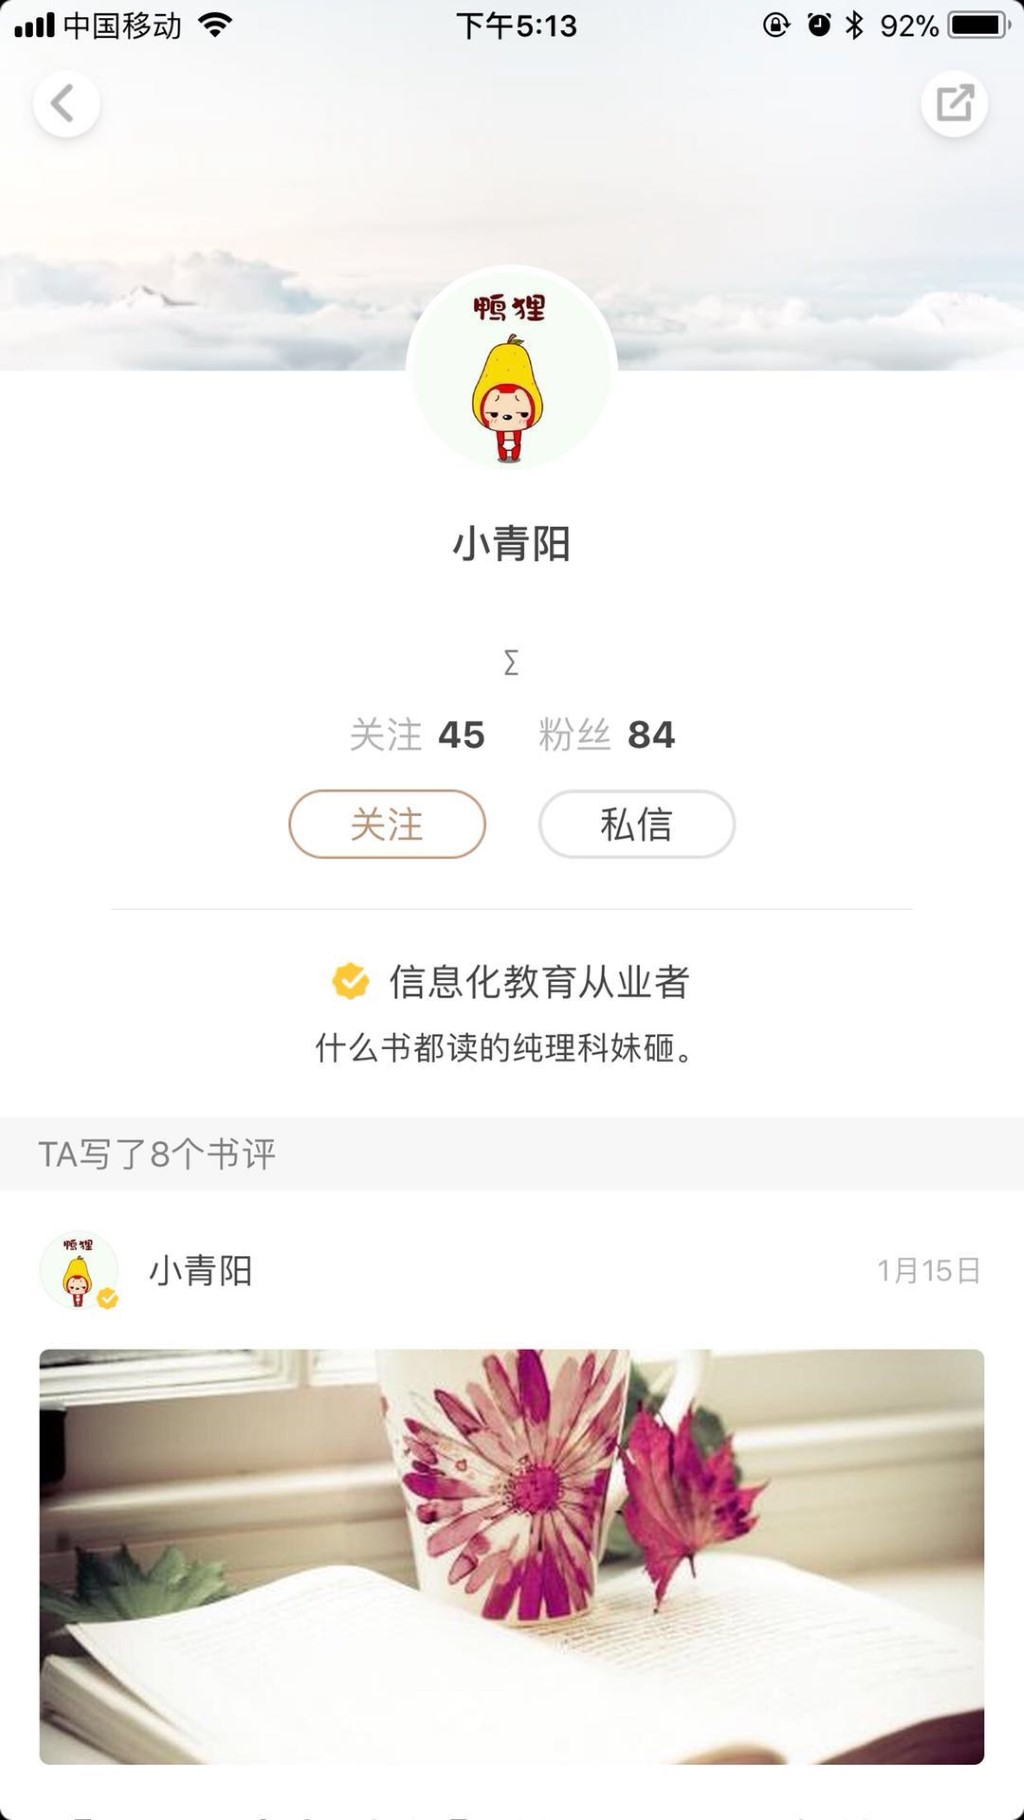 中国移动 下午5:13 92%
鸭狸
小青阳
Σ
关注 45 粉丝 84
关注 私信
信息化教育从业者
什么书都读的纯理科妹砸。
TA写了8个书评
鸭狸
小青阳 1月15日